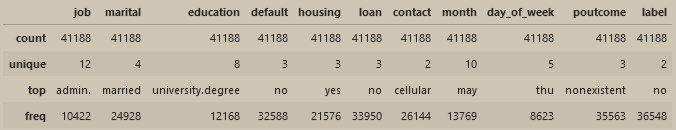 job marital education default housing loan contact month day_of_week poutcome label
count 41188 41188 41188 41188 41188 41188 41188 41188 41188 41188 41188
unique 12 4 8 3 3 3 2 10 5 3 2
top admin. married university.degree no yes no cellular may thu nonexistent no
freq 10422 24928 12168 32588 21576 33950 26144 13769 8623 35563 36548